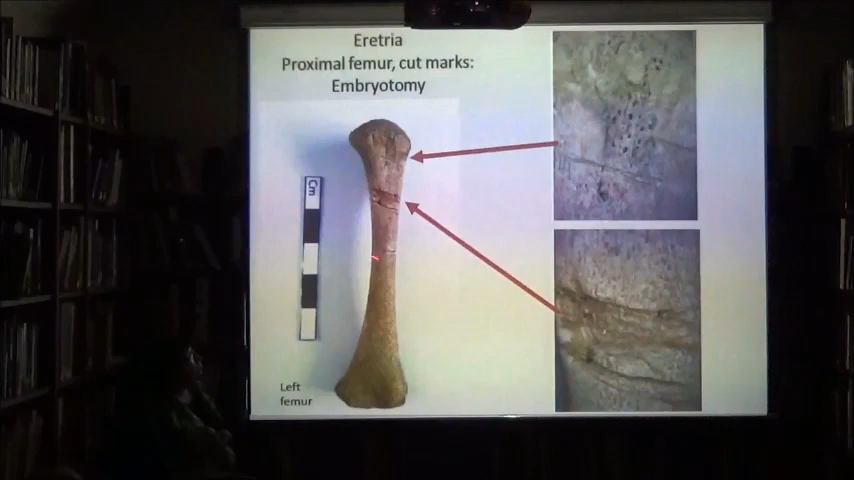 Eretria
Proximal femur, cut marks:
Embryotomy
Cm
Left
femur